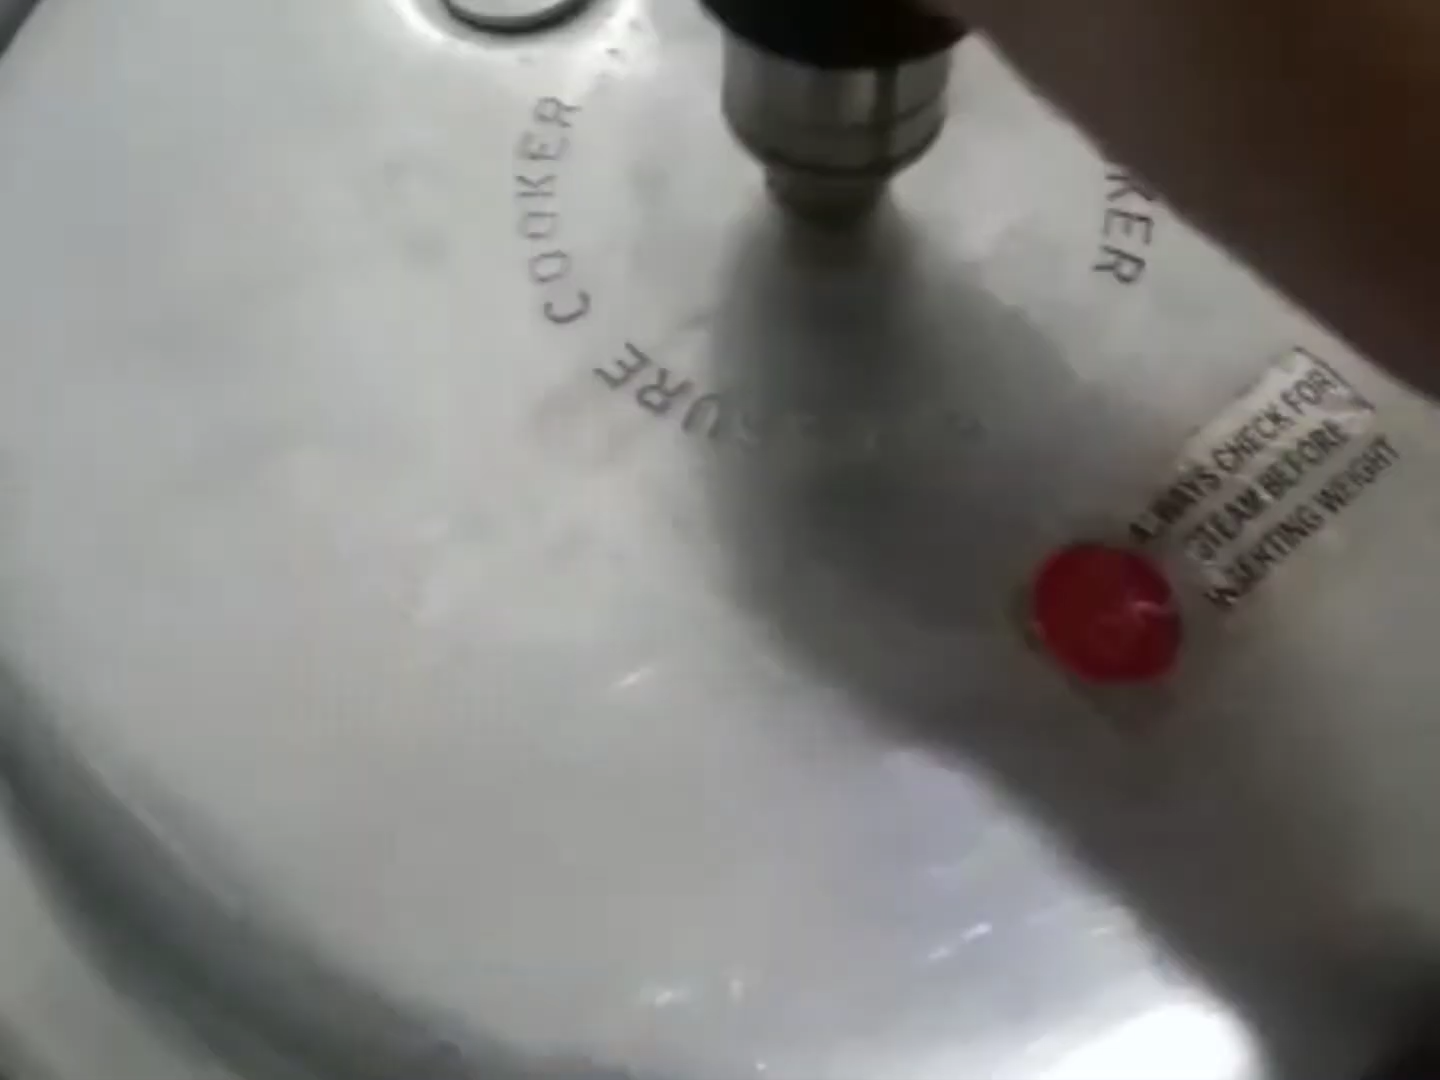 COOKER
URE
KER
ALWAYS CHECK FOR
STEAM BEFORE
INSERTING WEIGHT